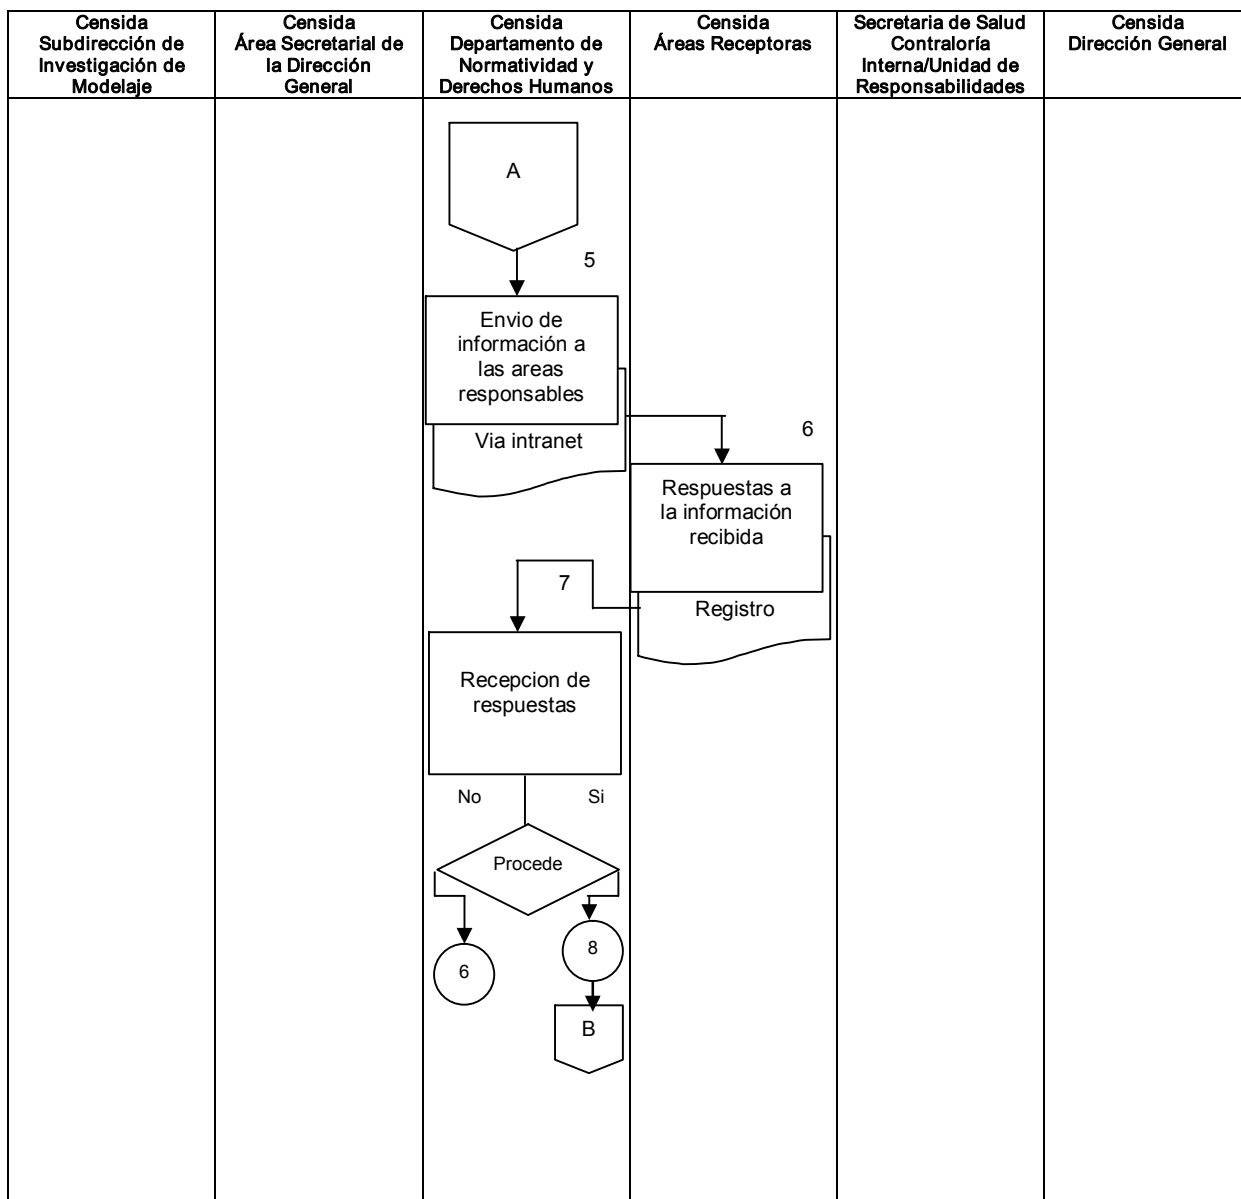 Censida
Subdirección de
Investigación de
Modelaje
Censida
Área Secretarial de
la Dirección
General
Censida
Departamento de
Normatividad y
Derechos Humanos
Censida
Áreas Receptoras
Secretaria de Salud
Contraloría
Interna/Unidad de
Responsabilidades
Censida
Dirección General
A
5
Envio de
información a
las areas
responsables
Via intranet
6
Respuestas a
la información
recibida
Registro
7
Recepcion de
respuestas
No
Si
Procede
6
8
B